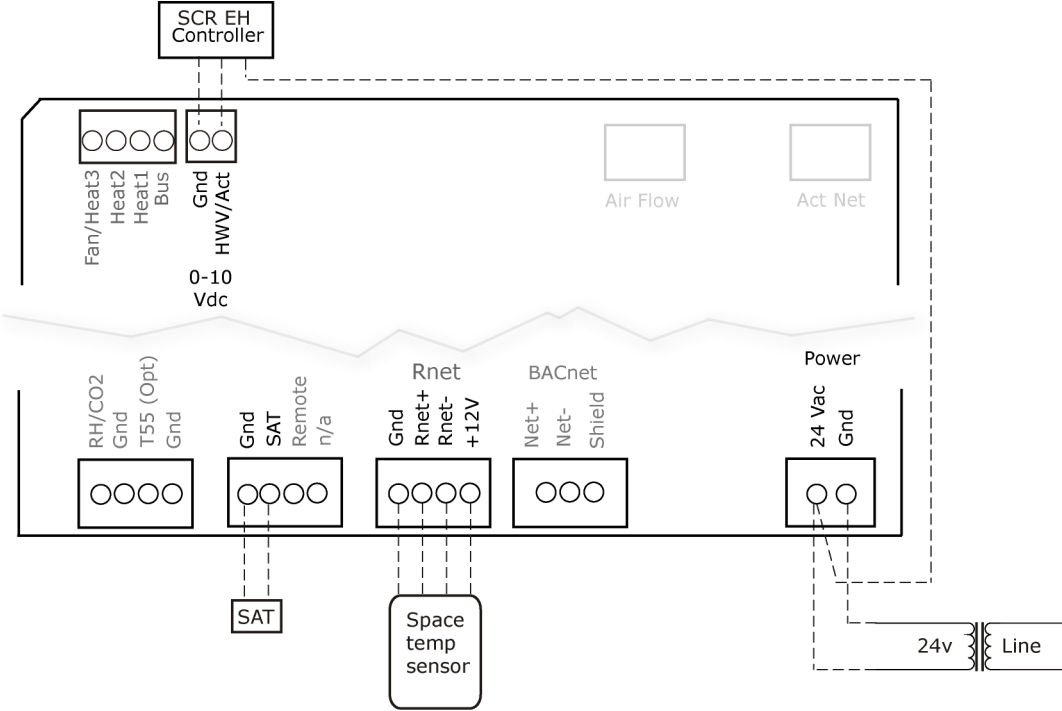 SCR EH
Controller
Fan/Heat3
Heat2
Heat1
Bus
Gnd
HWV/Act
0-10
Vdc
Air Flow
Act Net
RH/CO2
Gnd
T55 (Opt)
Gnd
Gnd
SAT
Remote
n/a
Rnet
Gnd
Rnet+
Rnet-
+12V
BACnet
Net+
Net-
Shield
Power
24 Vac
Gnd
SAT
Space
temp
sensor
24v
Line